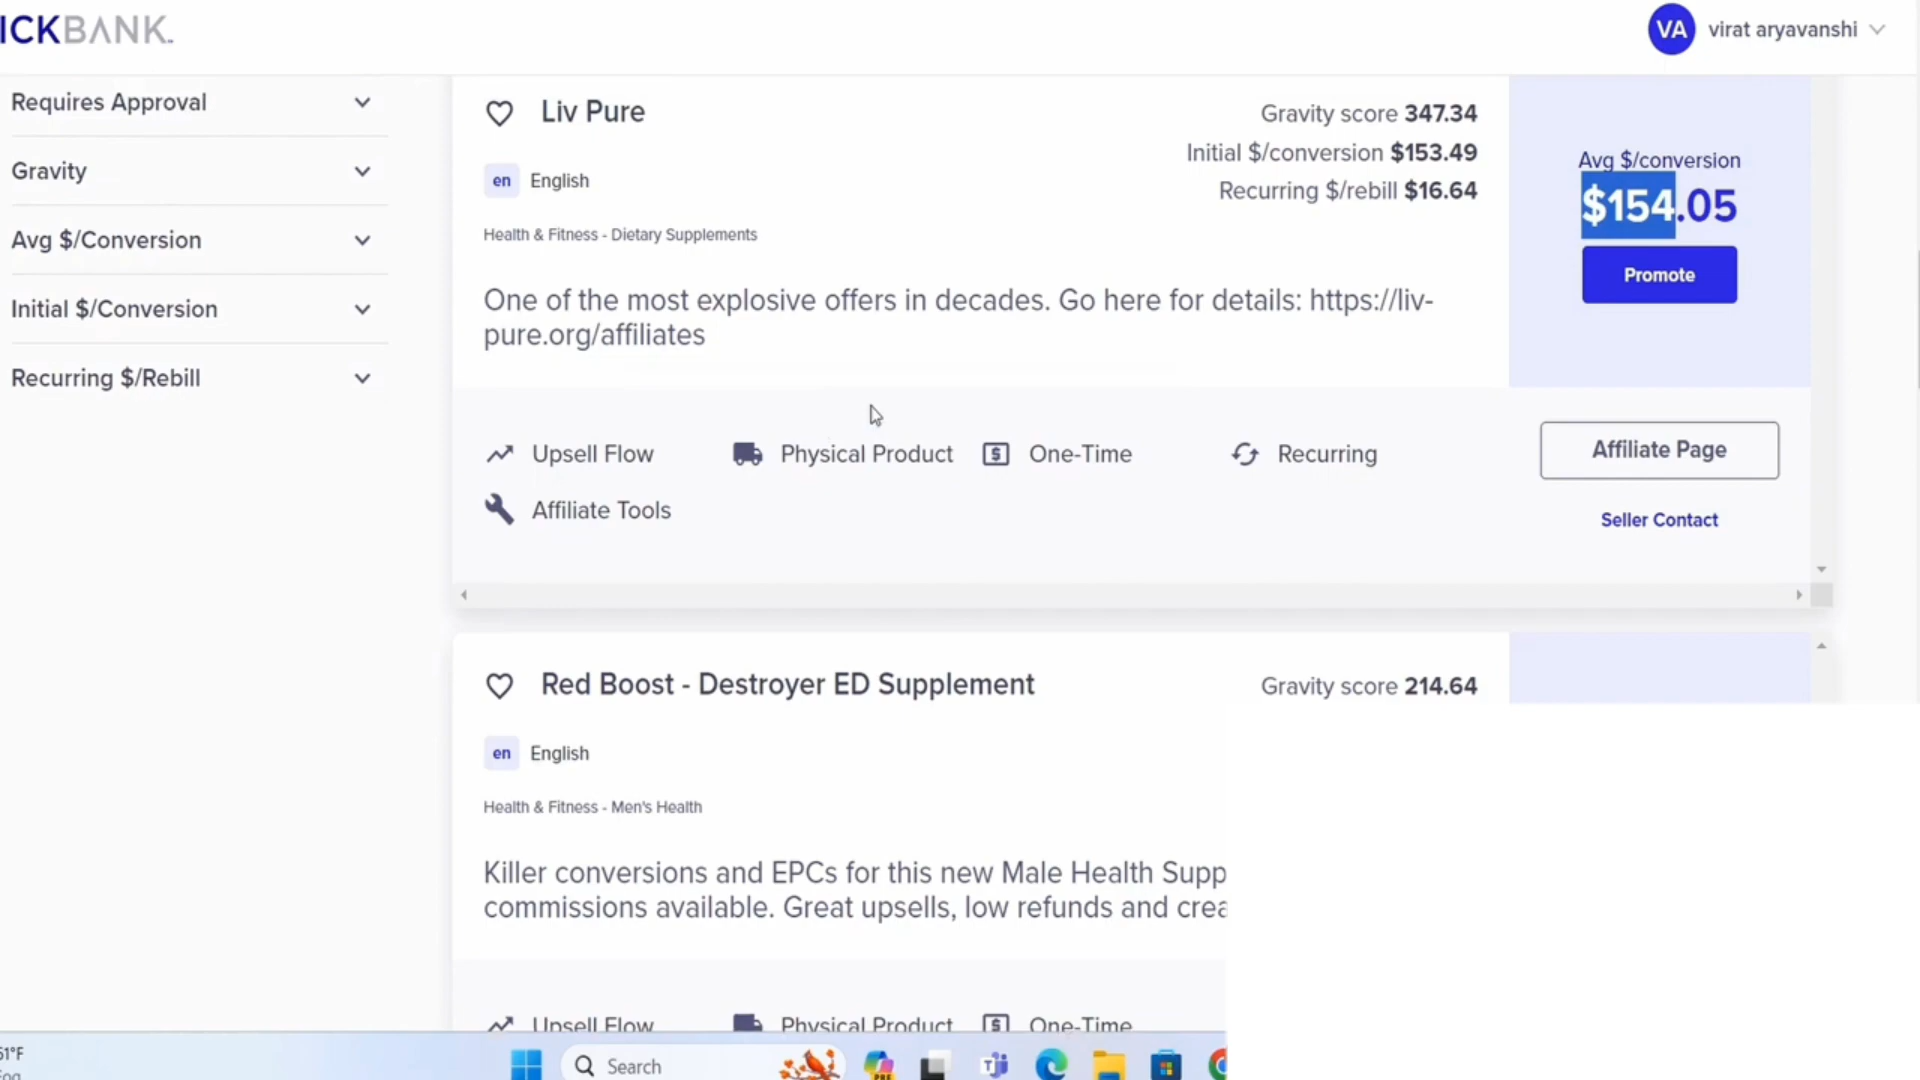 ICKBANK.
VA virat aryavanshi
Requires Approval
Gravity
Avg $/Conversion
Initial $/Conversion
Recurring $/Rebill
Liv Pure
Gravity score 347.34
Initial $/conversion $153.49
Recurring $/rebill $16.64
en English
Health & Fitness - Dietary Supplements
One of the most explosive offers in decades. Go here for details: https://liv-
pure.org/affiliates
Avg $/conversion
$154.05
Promote
Upsell Flow
Physical Product
One-Time
Recurring
Affiliate Tools
Affiliate Page
Seller Contact
Red Boost - Destroyer ED Supplement
Gravity score 214.64
en English
Health & Fitness - Men's Health
Killer conversions and EPCs for this new Male Health Supp
commissions available. Great upsells, low refunds and crea
Upsell Flow
Physical Product
One-Time
51°F
Search
PRE